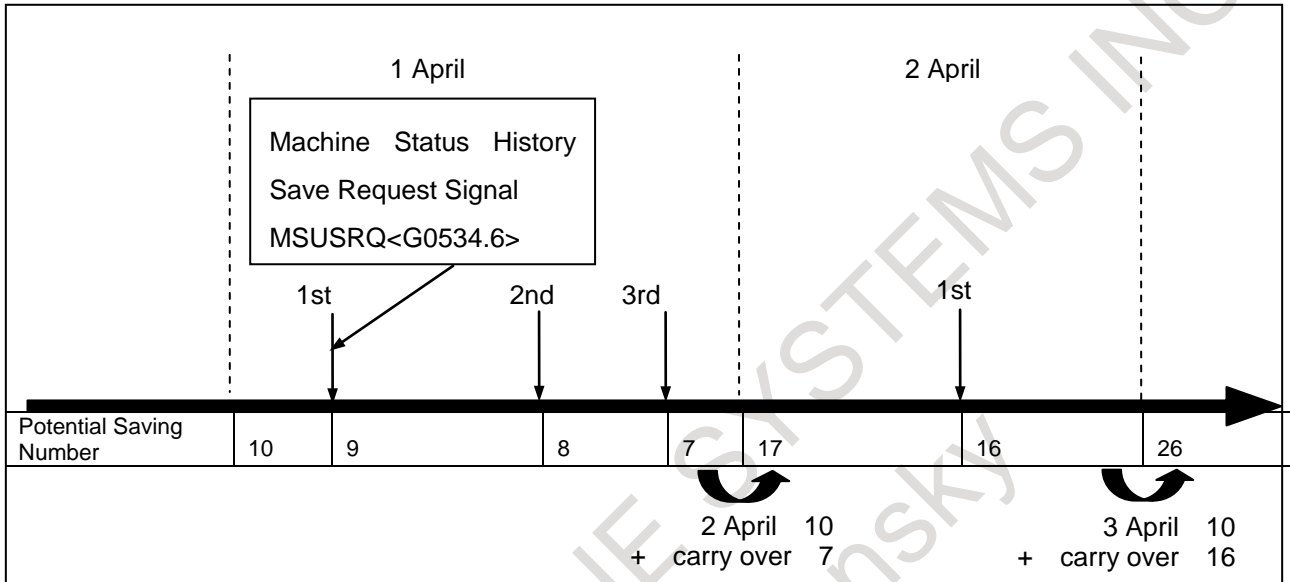 1 April
2 April
Machine Status History
Save Request Signal
MSUSRQ<G0534.6>
1st
2nd
3rd
1st
Potential Saving
Number
10
9
8
7
17
16
26
2 April 10
+ carry over 7
3 April 10
+ carry over 16